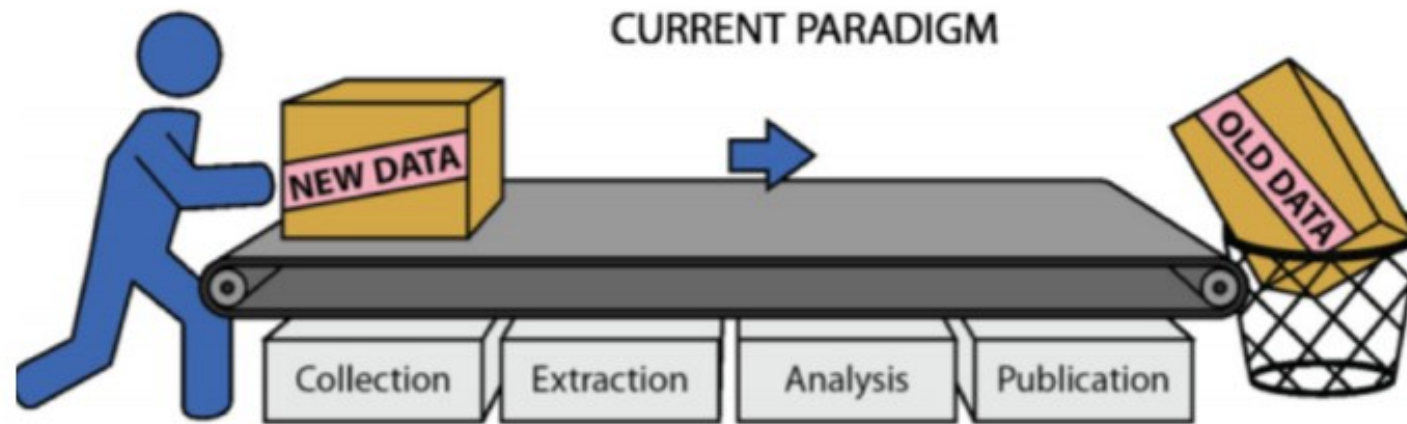 CURRENT PARADIGM
NEW DATA
OLD DATA
Collection
Extraction
Analysis
Publication